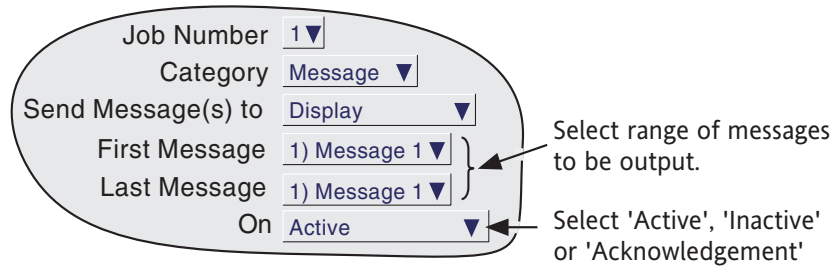 Job Number 1
Category Message
Send Message(s) to Display
First Message 1) Message 1
Last Message 1) Message 1
Select range of messages
to be output.
On Active
Select 'Active', 'Inactive'
or 'Acknowledgement'